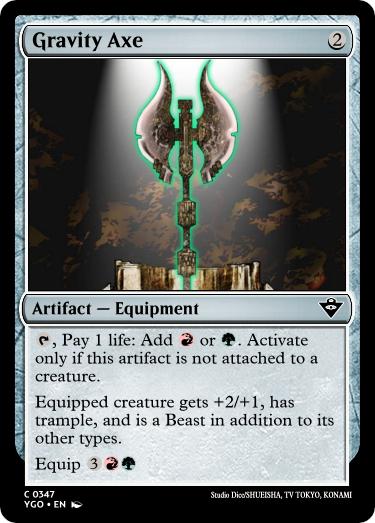 Gravity Axe 2
Artifact — Equipment
, Pay 1 life: Add or . Activate
only if this artifact is not attached to a
creature.
Equipped creature gets +2/+1, has
trample, and is a Beast in addition to its
other types.
Equip 3
C 0347
YGO • EN Studio Dice/SHUEISHA, TV TOKYO, KONAMI